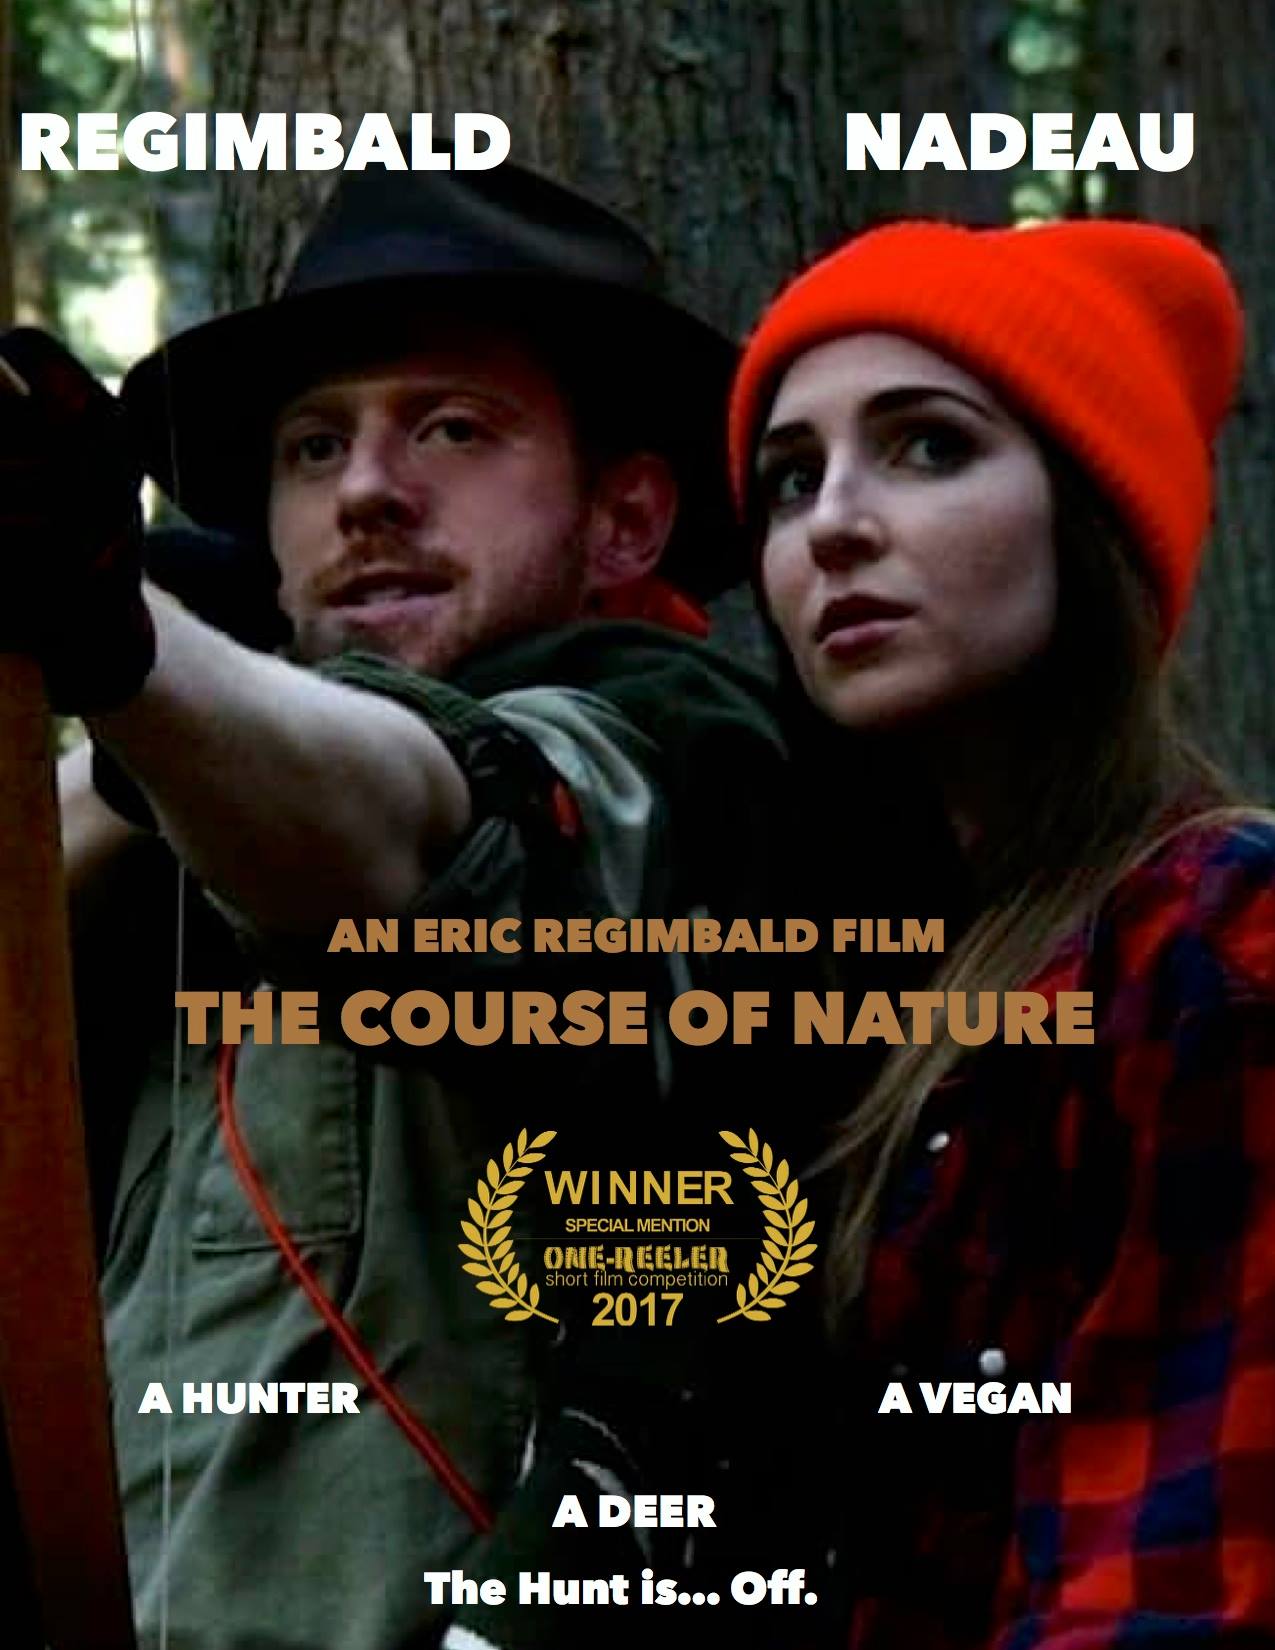 REGIMBALD NADEAU
AN ERIC REGIMBALD FILM
THE COURSE OF NATURE
WINNER
SPECIAL MENTION
ONE-REELER
short film competition
2017
A HUNTER A VEGAN
A DEER
The Hunt is... Off.